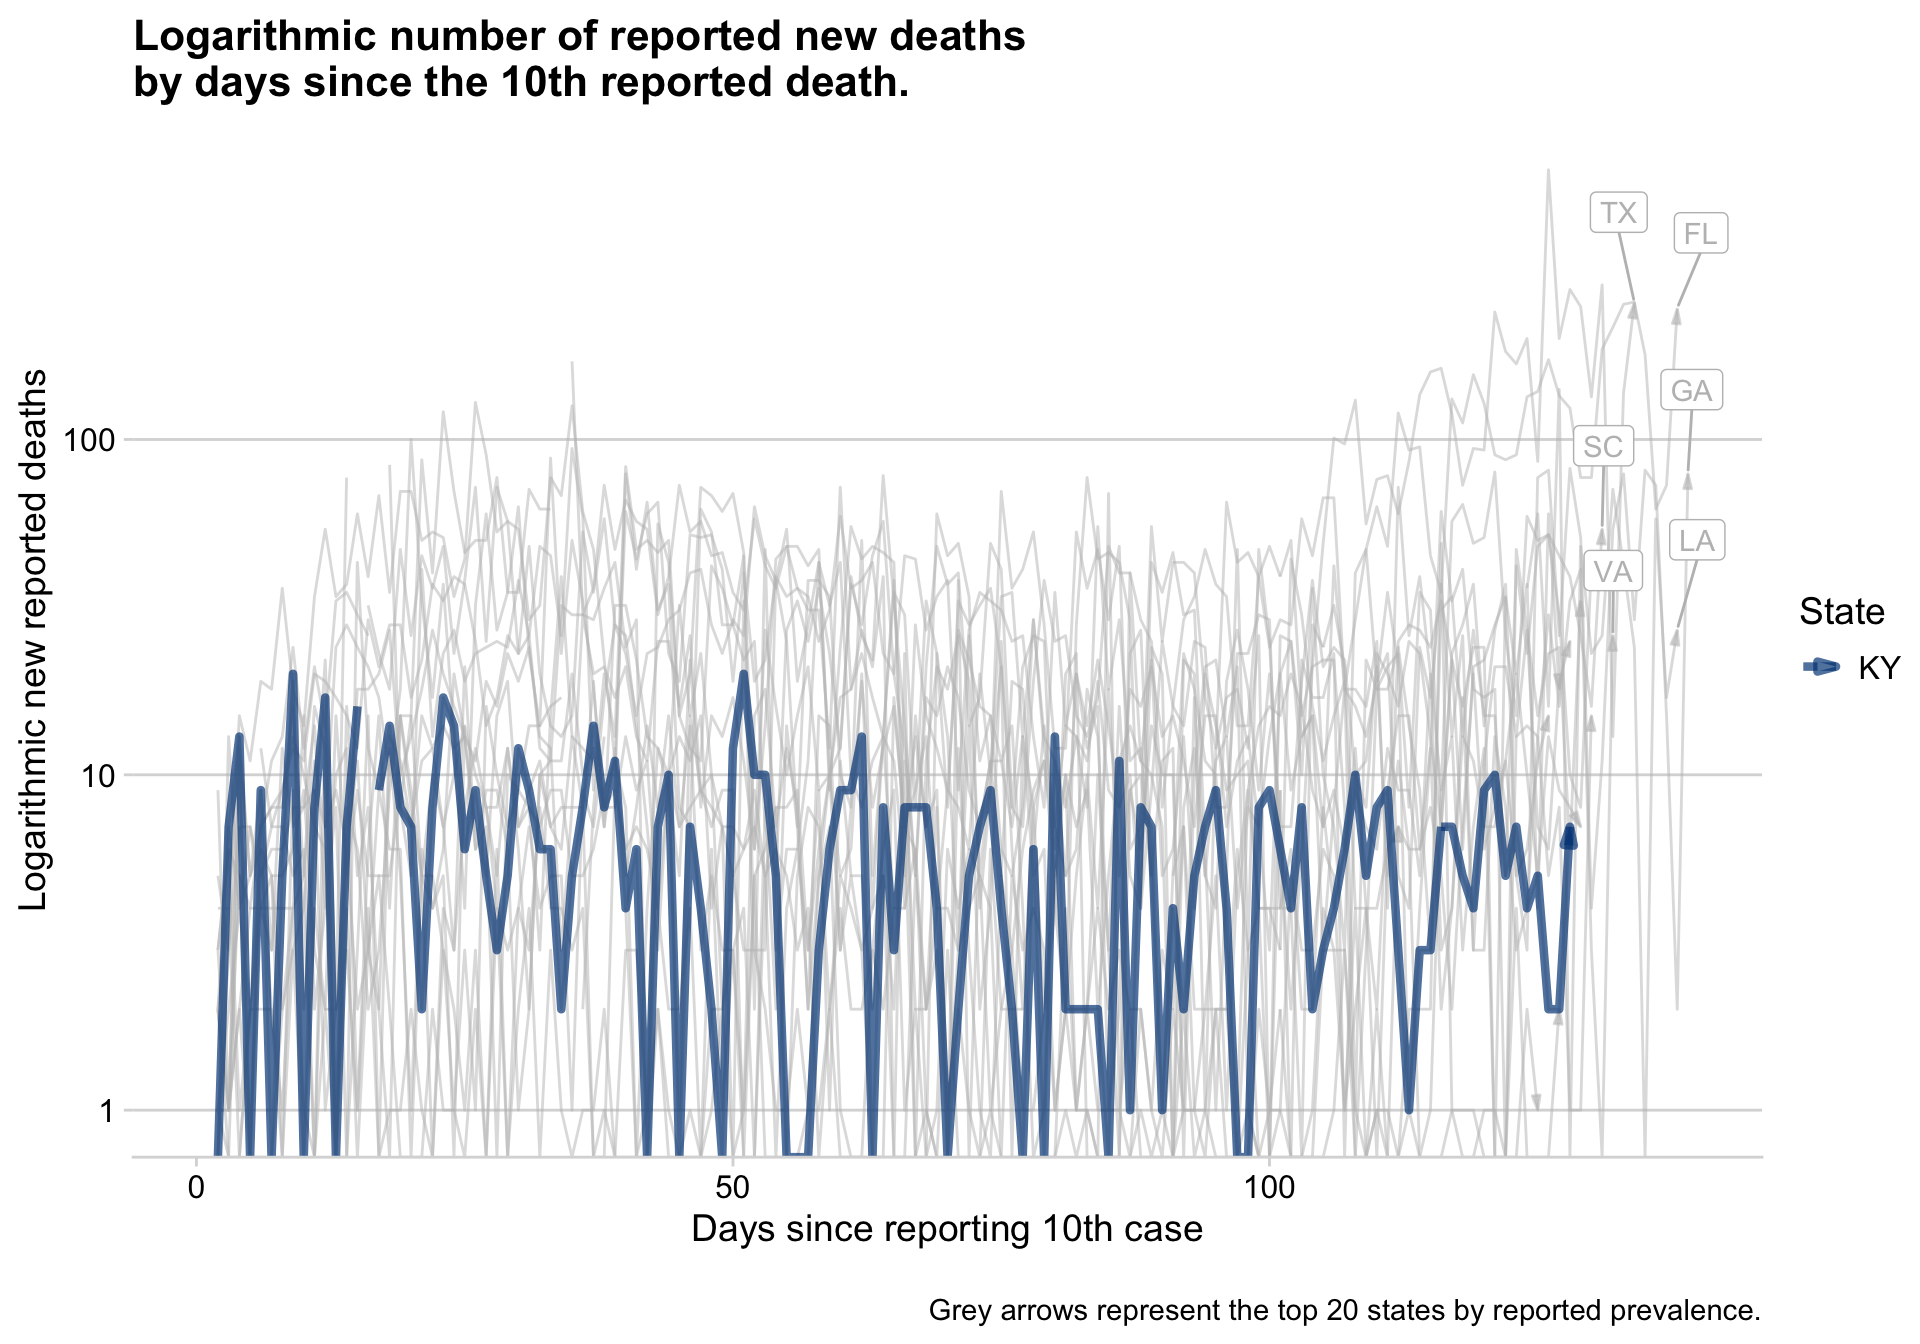 Logarithmic number of reported new deaths
by days since the 10th reported death.
TX
FL
GA
SC
LA
VA
Logarithmic new reported deaths
100
10
1
0
50
100
Days since reporting 10th case
State
KY
Grey arrows represent the top 20 states by reported prevalence.